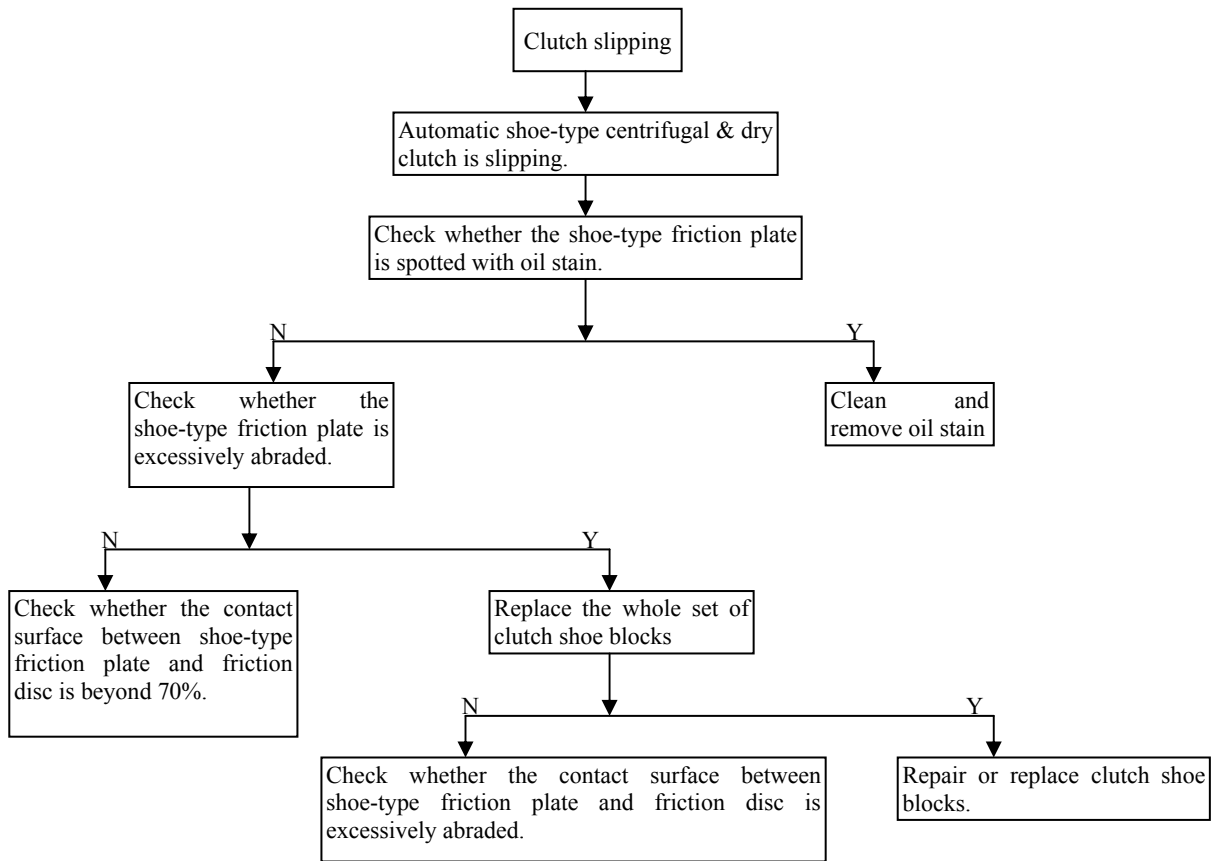 Clutch slipping
Automatic shoe-type centrifugal & dry
clutch is slipping.
Check whether the shoe-type friction plate
is spotted with oil stain.
N
Y
Check whether the
shoe-type friction plate is
excessively abraded.
Clean and
remove oil stain
N
Y
Check whether the contact
surface between shoe-type
friction plate and friction
disc is beyond 70%.
Replace the whole set of
clutch shoe blocks
N
Y
Check whether the contact surface between
shoe-type friction plate and friction disc is
excessively abraded.
Repair or replace clutch shoe
blocks.